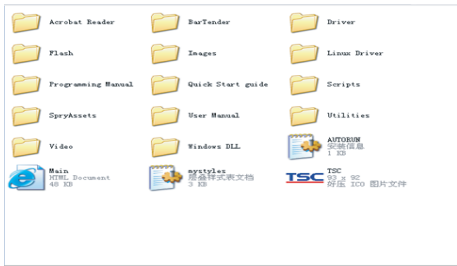 Acrobat Reader
BarTender
Driver
Flash
Images
Linux Driver
Programming Manual
Quick Start guide
Scripts
SpryAssets
User Manual
Utilities
Video
Windows DLL
AUTORUN
安装信息
1 KB
Main
HTML Document
48 KB
mystyles
层叠样式表文档
3 KB
TSC
TSC
93 x 92
好压 ICO 图片文件